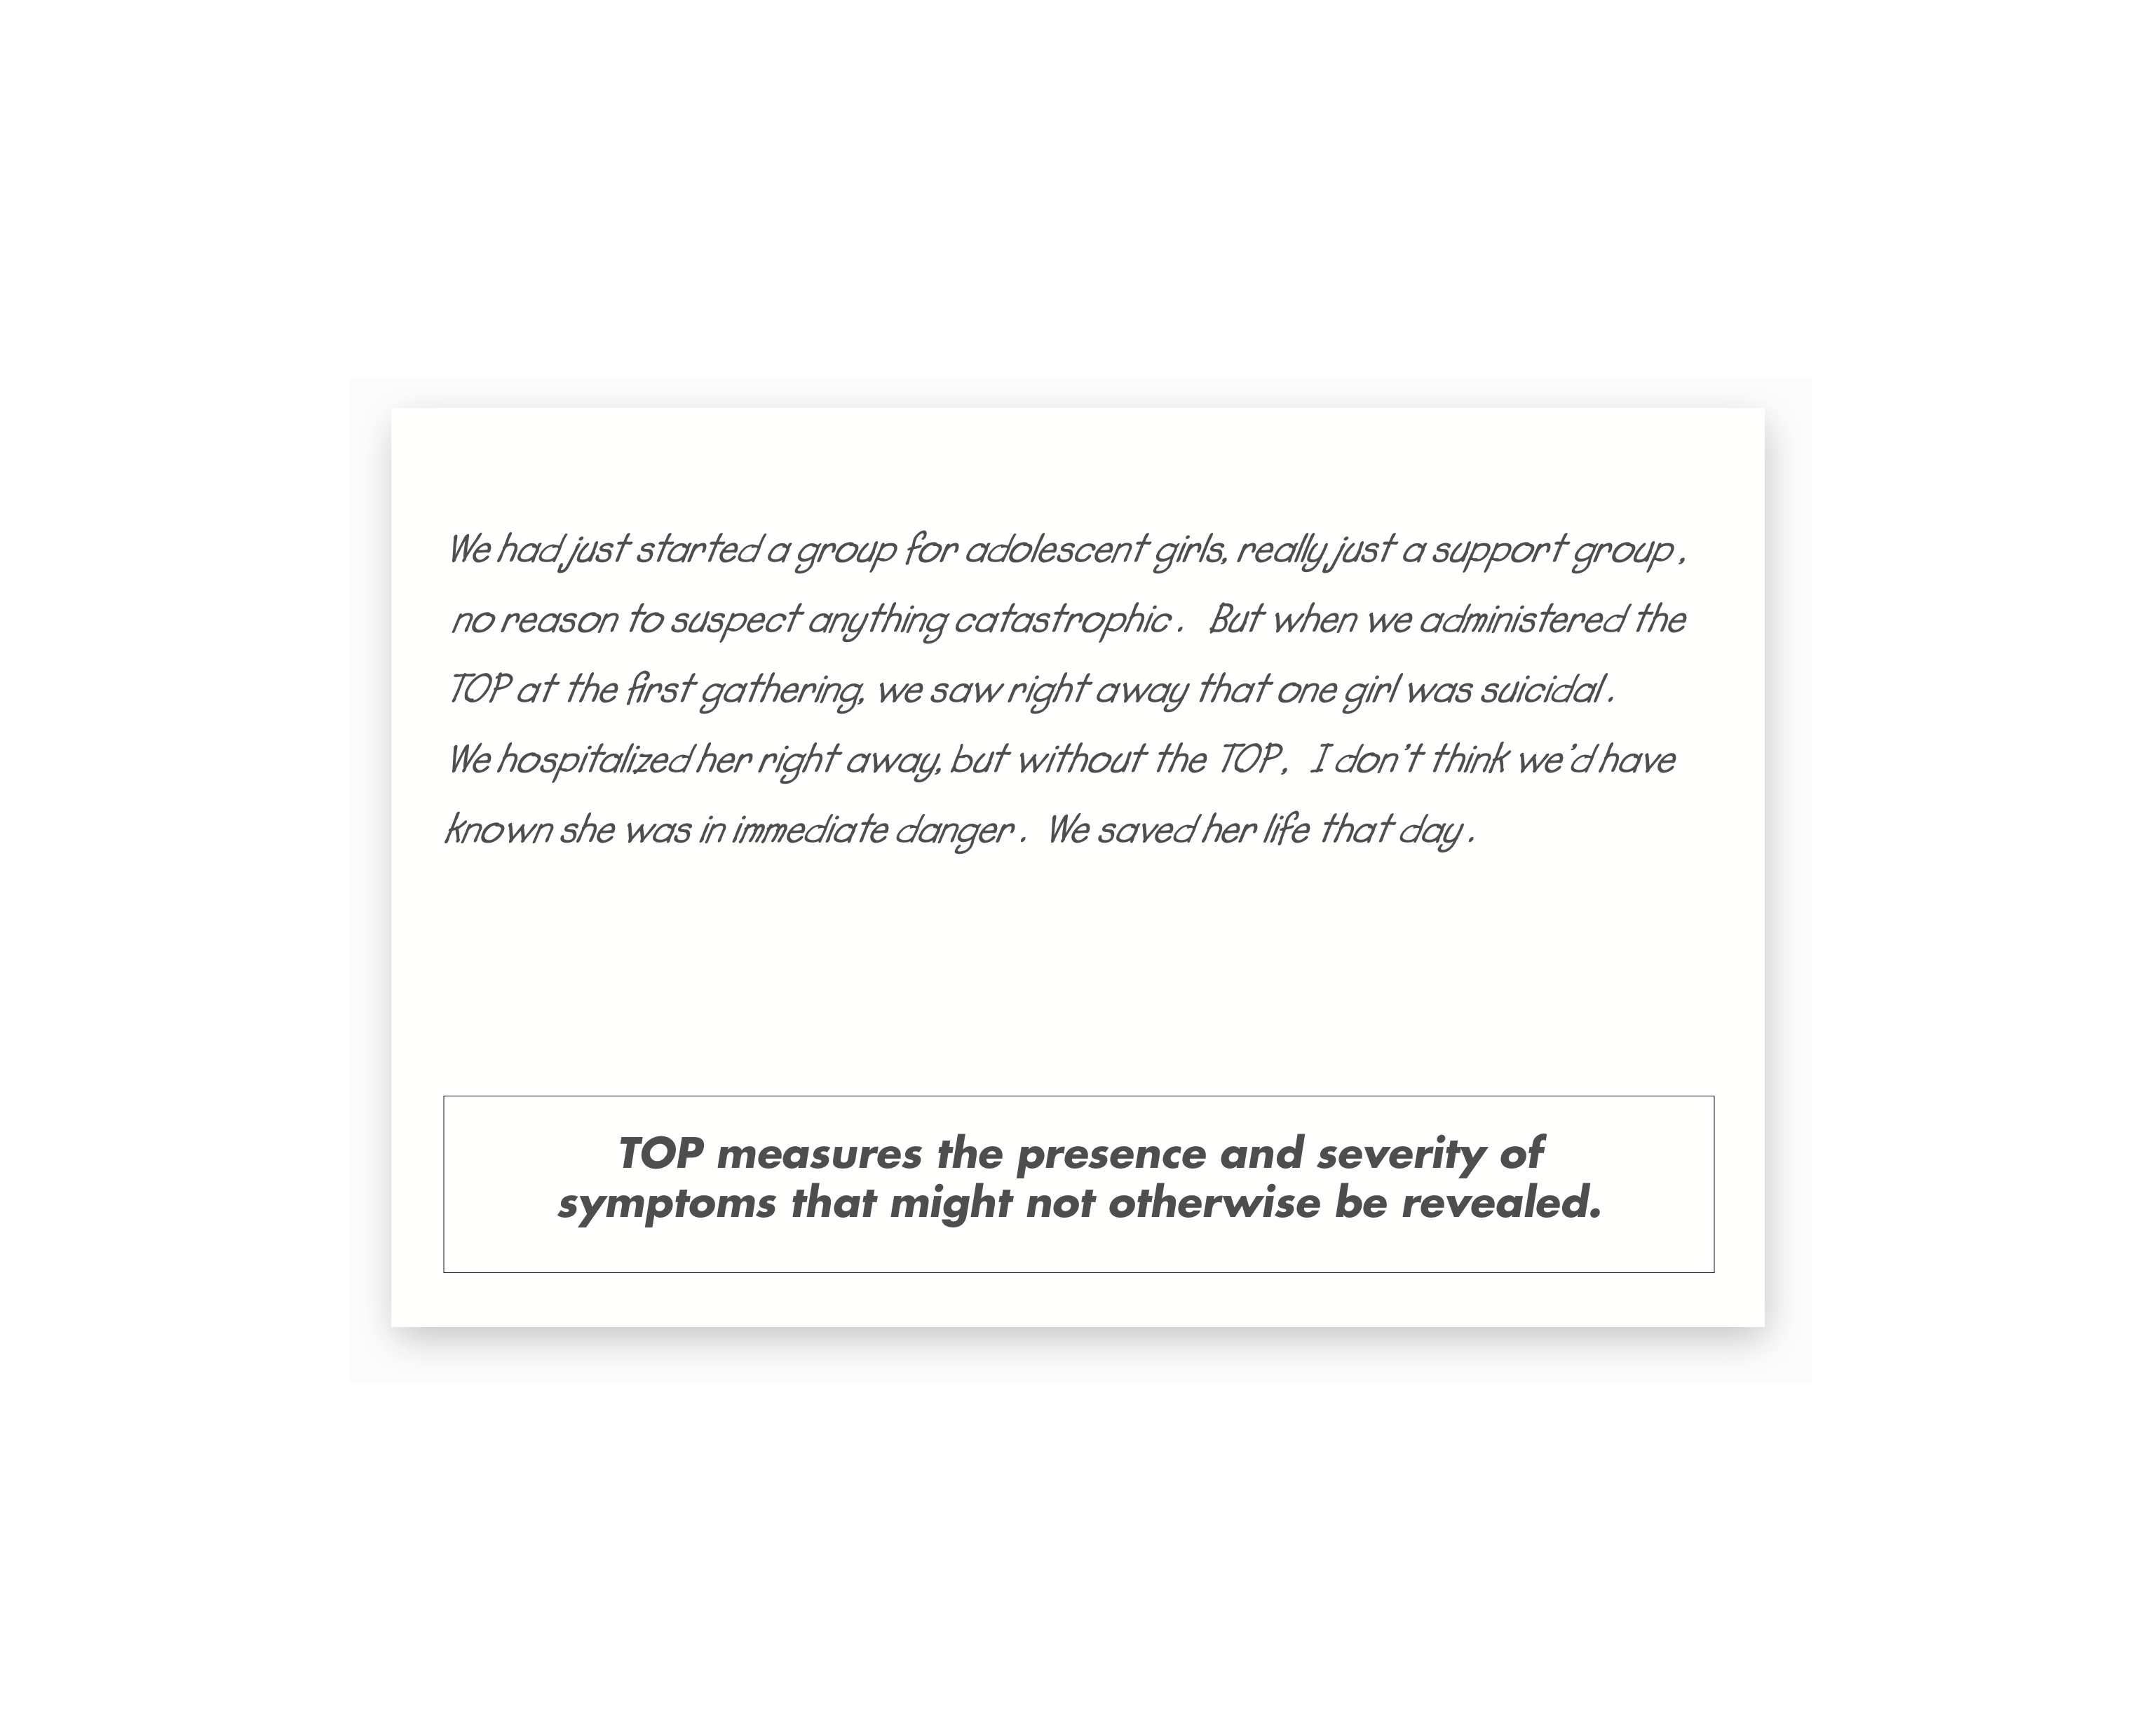 We had just started a group for adolescent girls, really just a support group,
no reason to suspect anything catastrophic. But when we administered the
TOP at the first gathering, we saw right away that one girl was suicidal.
We hospitalized her right away, but without the TOP, I don't think we'd have
known she was in immediate danger. We saved her life that day.
TOP measures the presence and severity of
symptoms that might not otherwise be revealed.